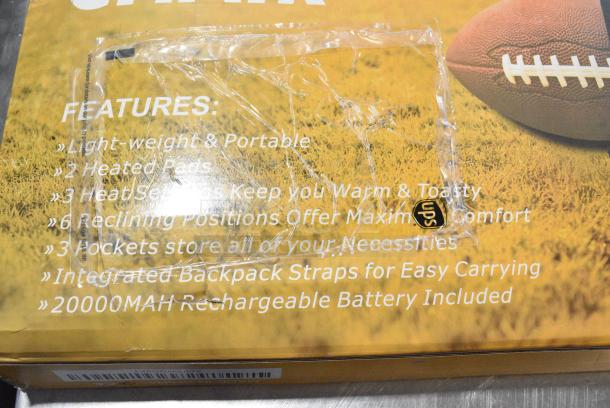 FEATURES:
»Light-weight & Portable
»2 Heated Pads
»3 Heat Settings Keep you Warm & Toasty
»6 Reclining Positions Offer Maximum Comfort
»3 Pockets store all of your Necessities
»Integrated Backpack Straps for Easy Carrying
»20000MAH Rechargeable Battery Included
ups